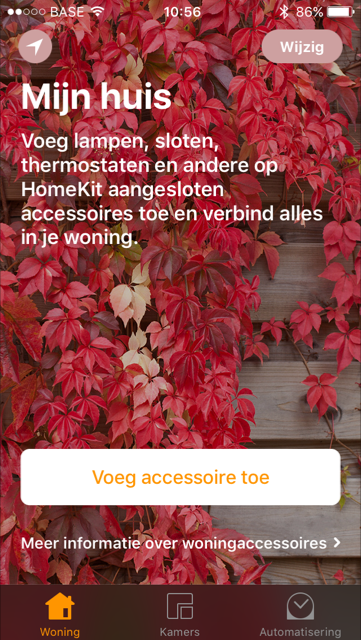 BASE 10:56 86%
Wijzig
Mijn huis
Voeg lampen, sloten,
thermostaten en andere op
HomeKit aangesloten
accessoires toe en verbind alles
in je woning.
Voeg accessoire toe
Meer informatie over woningaccessoires
Woning Kamers Automatisering